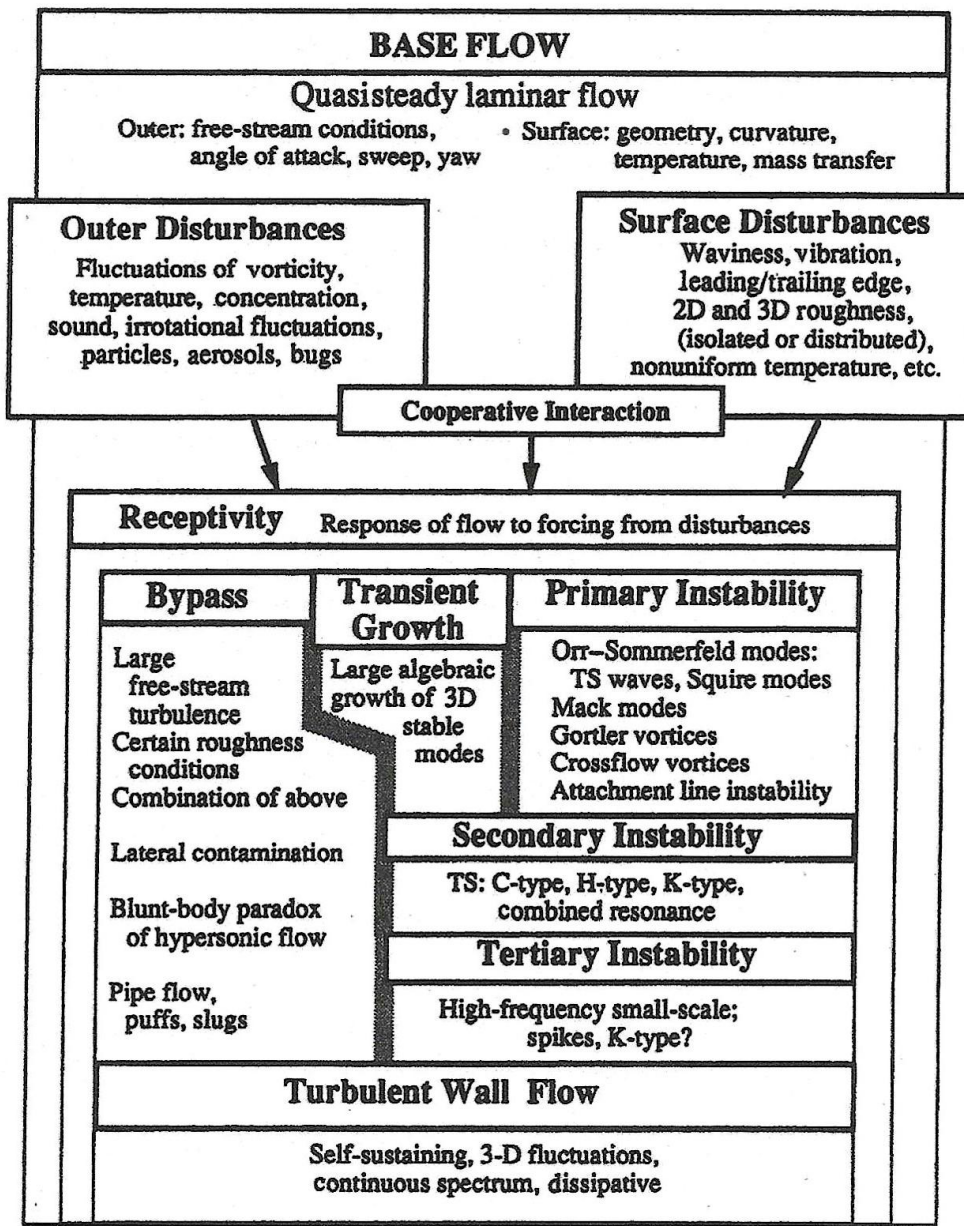 BASE FLOW
Quasisteady laminar flow
Outer: free-stream conditions,
angle of attack, sweep, yaw
• Surface: geometry, curvature,
temperature, mass transfer
Outer Disturbances
Fluctuations of vorticity,
temperature, concentration,
sound, irrotational fluctuations,
particles, aerosols, bugs
Surface Disturbances
Waviness, vibration,
leading/trailing edge,
2D and 3D roughness,
(isolated or distributed),
nonuniform temperature, etc.
Cooperative Interaction
Receptivity Response of flow to forcing from disturbances
Bypass
Large
free-stream
turbulence
Certain roughness
conditions
Combination of above
Lateral contamination
Blunt-body paradox
of hypersonic flow
Pipe flow,
puffs, slugs
Transient
Growth
Large algebraic
growth of 3D
stable
modes
Primary Instability
Orr–Sommerfeld modes:
TS waves, Squire modes
Mack modes
Gortler vortices
Crossflow vortices
Attachment line instability
Secondary Instability
TS: C-type, H-type, K-type,
combined resonance
Tertiary Instability
High-frequency small-scale;
spikes, K-type?
Turbulent Wall Flow
Self-sustaining, 3-D fluctuations,
continuous spectrum, dissipative